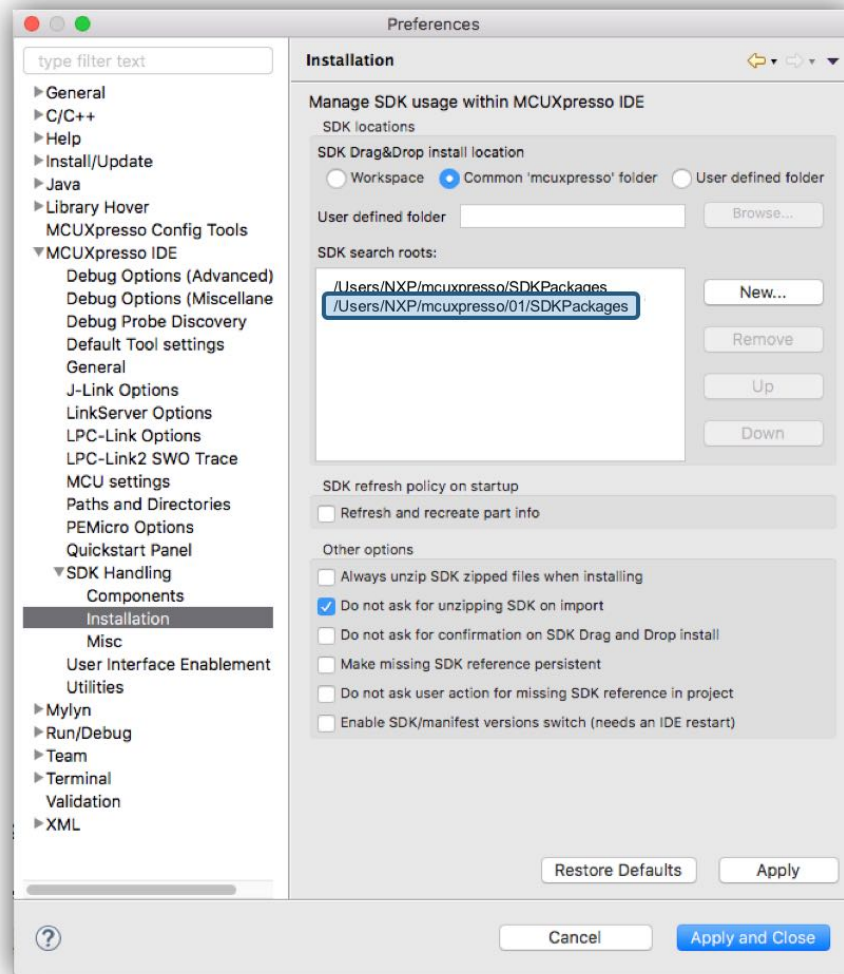 Preferences
type filter text
General
C/C++
Help
Install/Update
Java
Library Hover
MCUXpresso Config Tools
MCUXpresso IDE
Debug Options (Advanced)
Debug Options (Miscellane
Debug Probe Discovery
Default Tool settings
General
J-Link Options
LinkServer Options
LPC-Link Options
LPC-Link2 SWO Trace
MCU settings
Paths and Directories
PEMicro Options
Quickstart Panel
SDK Handling
Components
Installation
Misc
User Interface Enablement
Utilities
Mylyn
Run/Debug
Team
Terminal
Validation
XML
Installation
Manage SDK usage within MCUXpresso IDE
SDK locations
SDK Drag&Drop install location
Workspace Common 'mcuxpresso' folder User defined folder
User defined folder Browse...
SDK search roots:
/Users/NXP/mcuxpresso/SDKPackages
/Users/NXP/mcuxpresso/01/SDKPackages
New...
Remove
Up
Down
SDK refresh policy on startup
Refresh and recreate part info
Other options
Always unzip SDK zipped files when installing
Do not ask for unzipping SDK on import
Do not ask for confirmation on SDK Drag and Drop install
Make missing SDK reference persistent
Do not ask user action for missing SDK reference in project
Enable SDK/manifest versions switch (needs an IDE restart)
Restore Defaults Apply
? Cancel Apply and Close